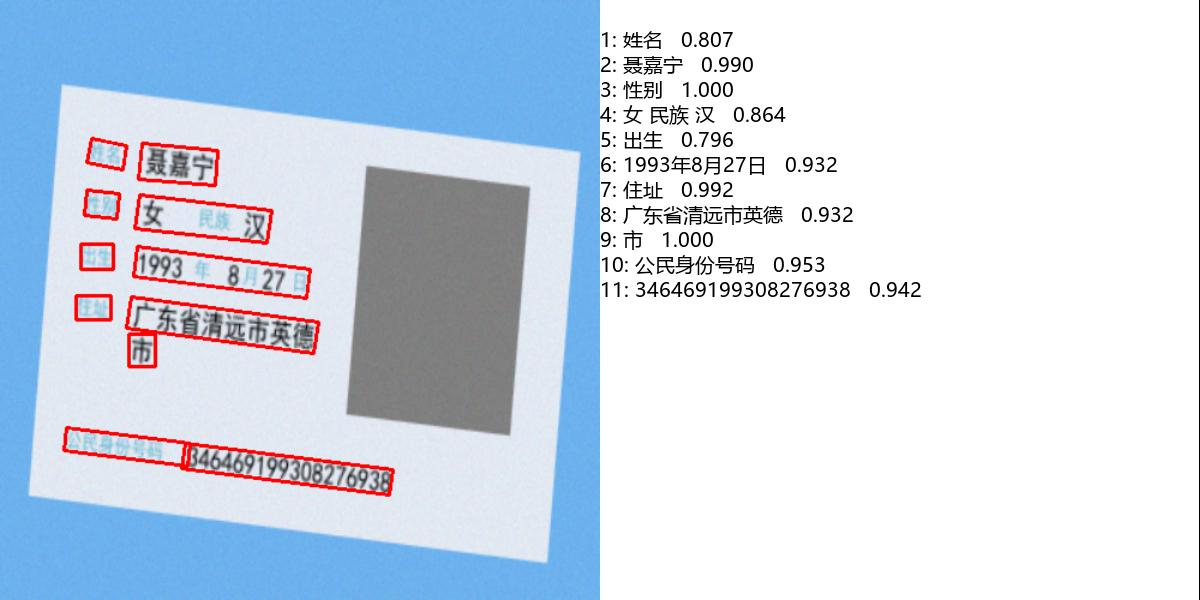 姓名 聂嘉宁
性别 女 民族 汉
出生 1993 年 8 月 27 日
住址 广东省清远市英德
市
公民身份号码 346469199308276938
1: 姓名 0.807
2: 聂嘉宁 0.990
3: 性别 1.000
4: 女 民族 汉 0.864
5: 出生 0.796
6: 1993年8月27日 0.932
7: 住址 0.992
8: 广东省清远市英德 0.932
9: 市 1.000
10: 公民身份号码 0.953
11: 346469199308276938 0.942